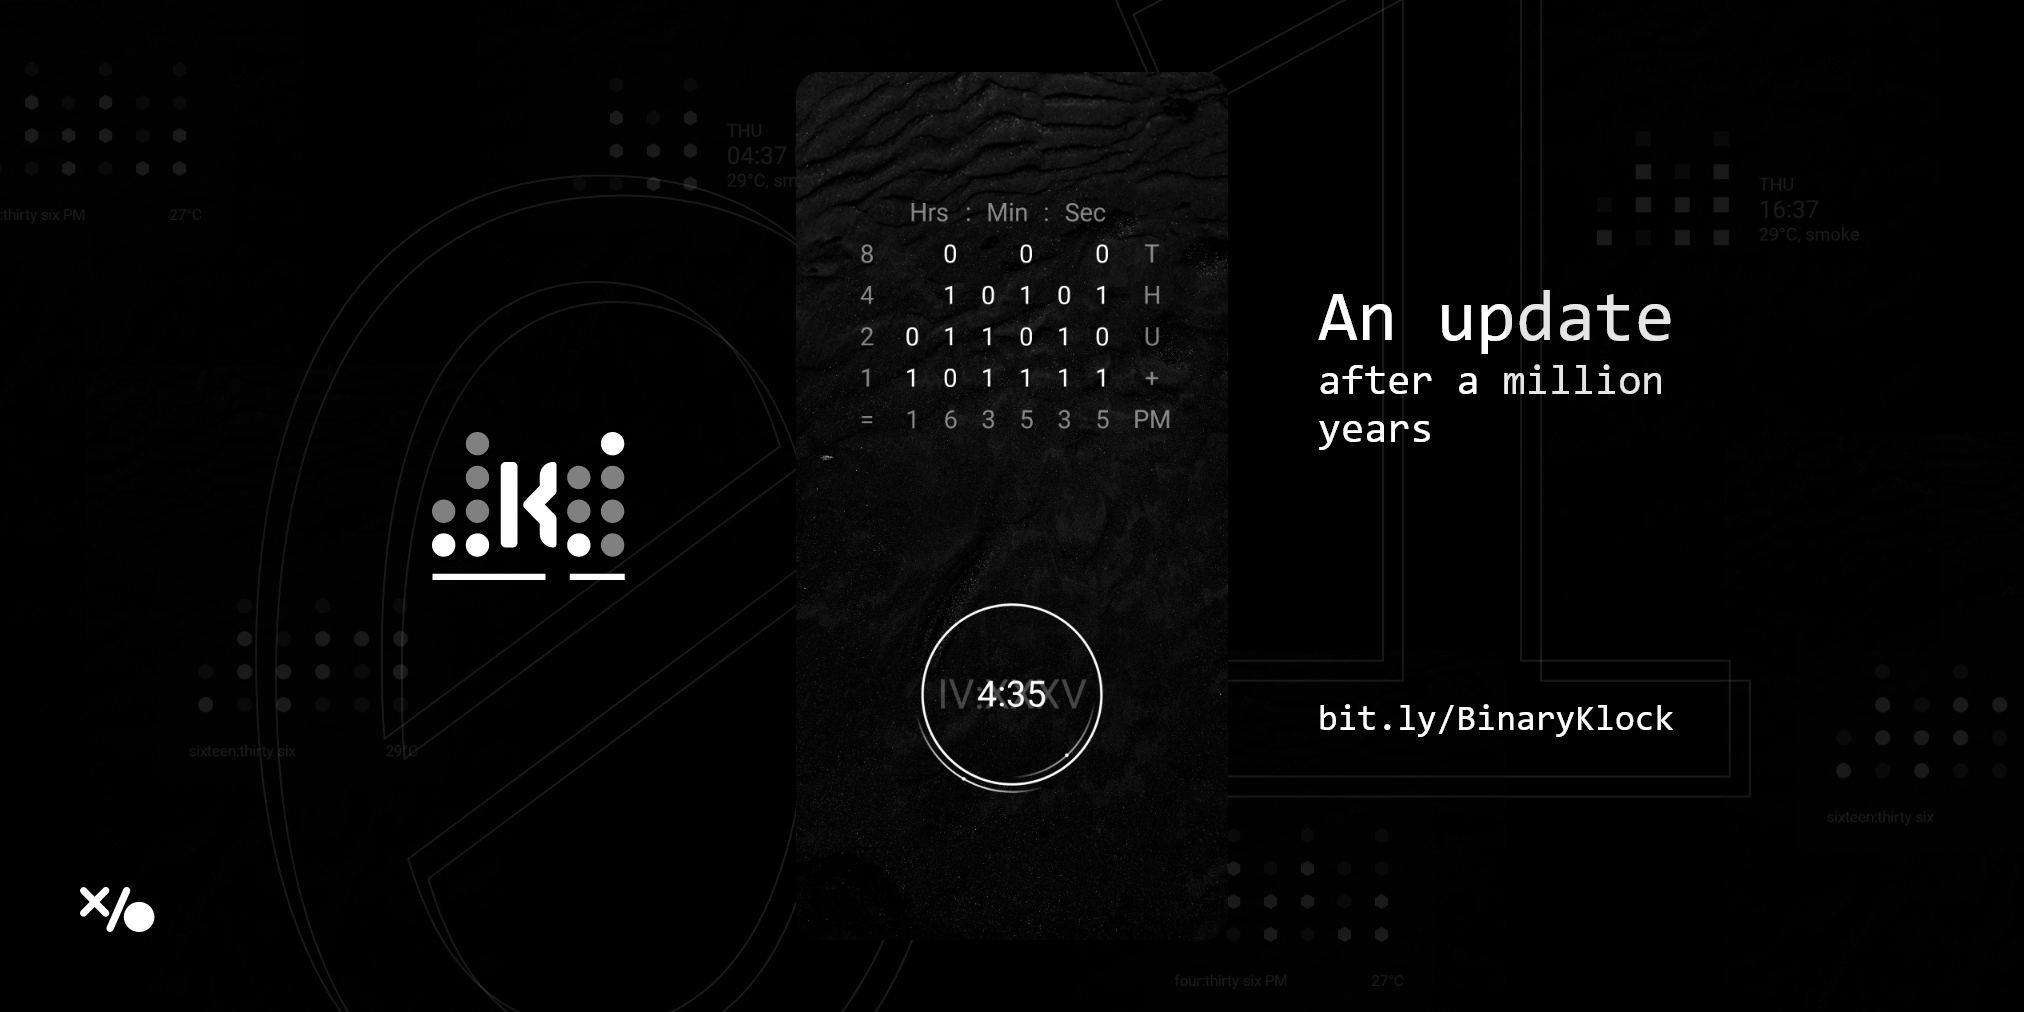 THU
04:37
29°C, sm
:thirty six PM 27°C
THU
16:37
29°C, smoke
Hrs : Min : Sec
8 0 0 0 T
4 1 0 1 0 1 H
2 0 1 1 0 1 0 U
1 1 0 1 1 1 1 +
= 1 6 3 5 3 5 PM
An update
after a million
years
K
4:35
bit.ly/BinaryKlock
sixteen:thirty six 29°C
sixteen:thirty six
four:thirty six PM 27°C